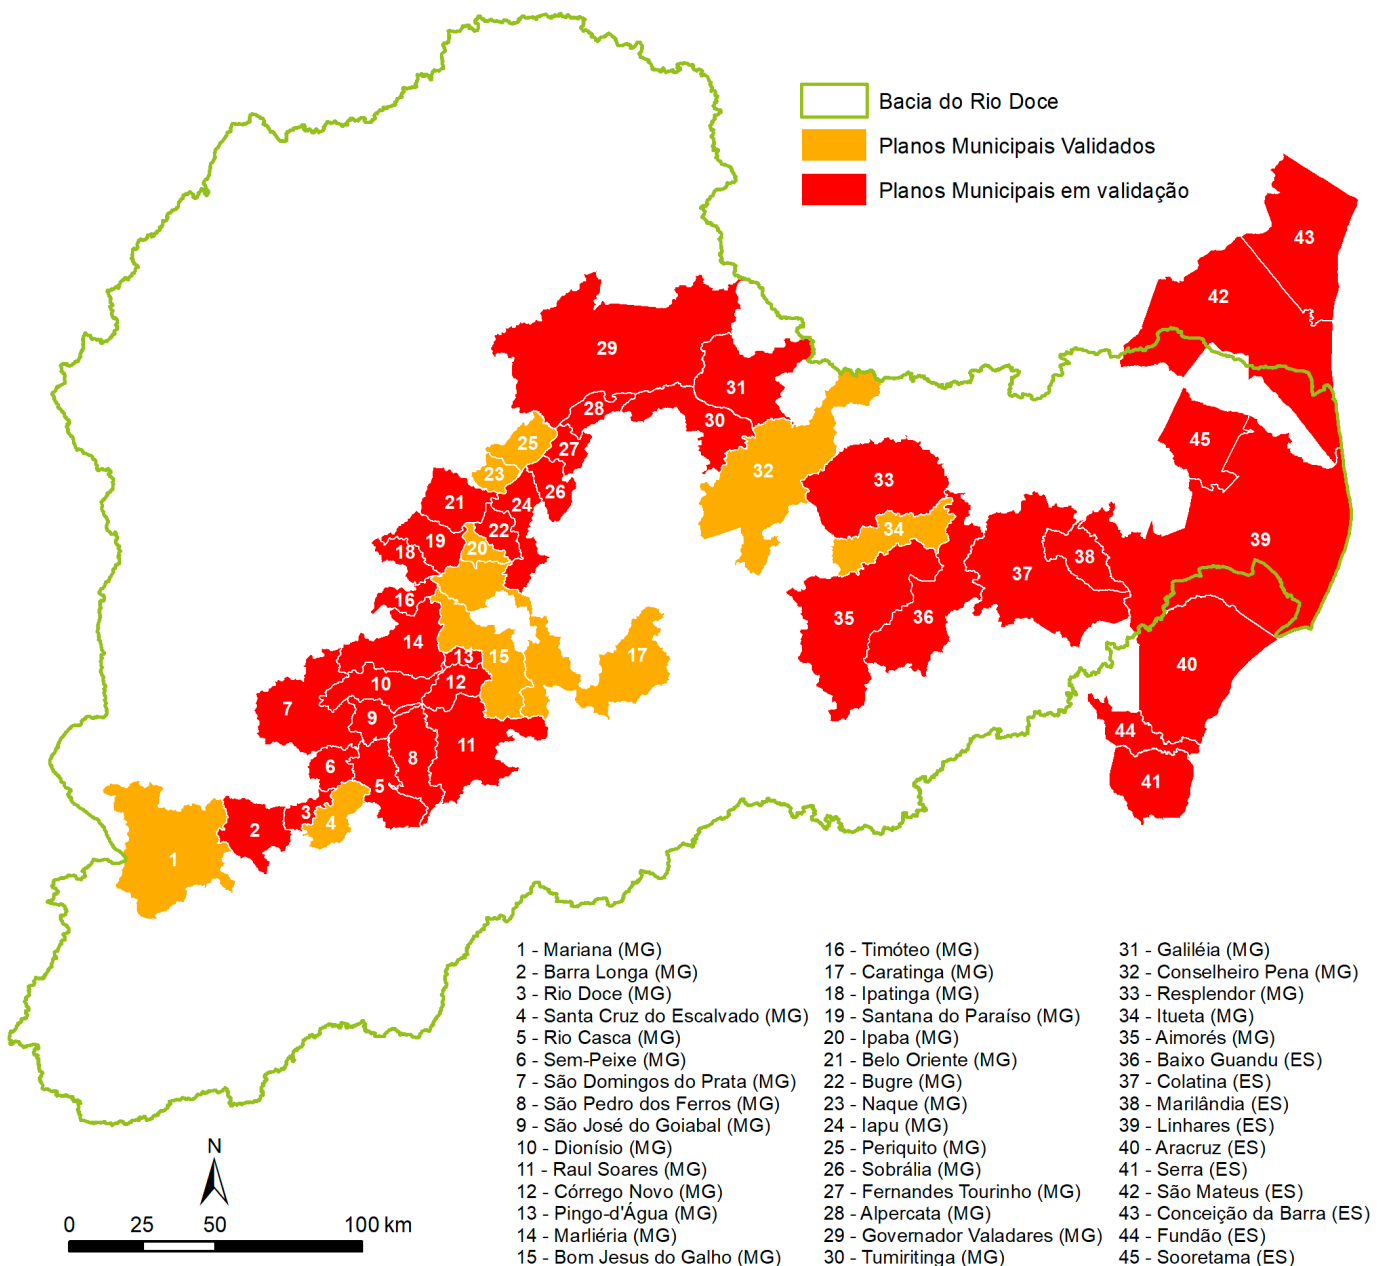 Bacia do Rio Doce
Planos Municipais Validados
Planos Municipais em validação
43
42
29
31
28
30
45
25
27
32
23
33
26
21
24
34
22
39
19
20
18
38
37
16
35
36
14
15
13
17
40
10
12
7
9
44
11
8
6
41
5
3
4
2
1
1 - Mariana (MG)
2 - Barra Longa (MG)
3 - Rio Doce (MG)
4 - Santa Cruz do Escalvado (MG)
5 - Rio Casca (MG)
6 - Sem-Peixe (MG)
7 - São Domingos do Prata (MG)
8 - São Pedro dos Ferros (MG)
9 - São José do Goiabal (MG)
10 - Dionísio (MG)
11 - Raul Soares (MG)
12 - Córrego Novo (MG)
13 - Pingo-d'Água (MG)
14 - Marliéria (MG)
15 - Bom Jesus do Galho (MG)
16 - Timóteo (MG)
17 - Caratinga (MG)
18 - Ipatinga (MG)
19 - Santana do Paraíso (MG)
20 - Ipaba (MG)
21 - Belo Oriente (MG)
22 - Bugre (MG)
23 - Naque (MG)
24 - Iapu (MG)
25 - Periquito (MG)
26 - Sobrália (MG)
27 - Fernandes Tourinho (MG)
28 - Alpercata (MG)
29 - Governador Valadares (MG)
30 - Tumiritinga (MG)
31 - Galiléia (MG)
32 - Conselheiro Pena (MG)
33 - Resplendor (MG)
34 - Itueta (MG)
35 - Aimorés (MG)
36 - Baixo Guandu (ES)
37 - Colatina (ES)
38 - Marilândia (ES)
39 - Linhares (ES)
40 - Aracruz (ES)
41 - Serra (ES)
42 - São Mateus (ES)
43 - Conceição da Barra (ES)
44 - Fundão (ES)
45 - Sooretama (ES)
N
0 25 50 100 km